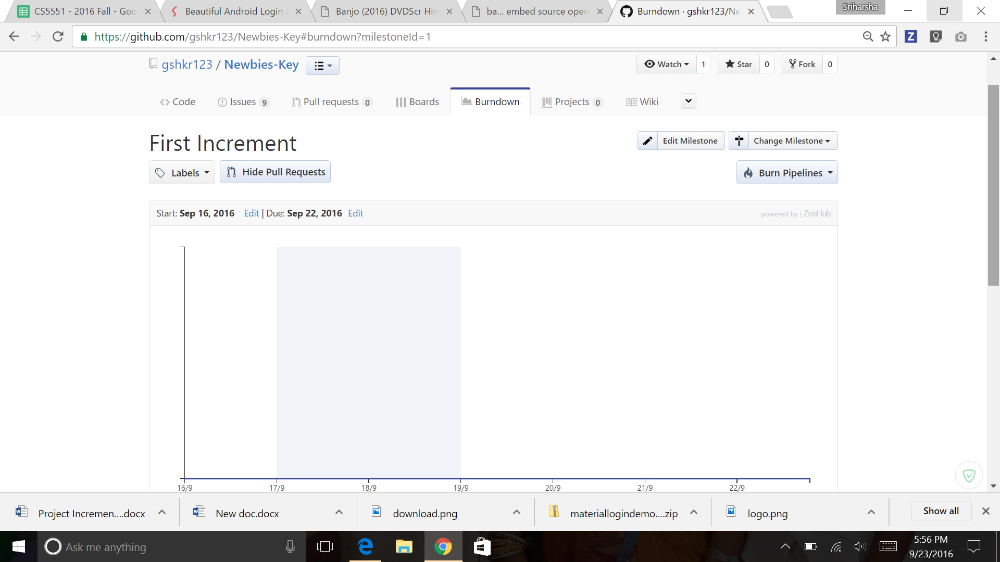 CS5551 - 2016 Fall - Goo
Beautiful Android Login a
Banjo (2016) DVDScr Hin
ba... embed source open
Burndown · gshkr123/Ne
Sriharsha
https://github.com/gshkr123/Newbies-Key#burndown?milestoneId=1
gshkr123 / Newbies-Key
Watch 1
Star 0
Fork 0
Code
Issues 9
Pull requests 0
Boards
Burndown
Projects 0
Wiki
First Increment
Edit Milestone
Change Milestone
Labels
Hide Pull Requests
Burn Pipelines
Start: Sep 16, 2016 Edit | Due: Sep 22, 2016 Edit
powered by | ZenHub
16/9 17/9 18/9 19/9 20/9 21/9 22/9
Project Incremen....docx
New doc.docx
download.png
materiallogindemo....zip
logo.png
Show all
Ask me anything
5:56 PM
9/23/2016